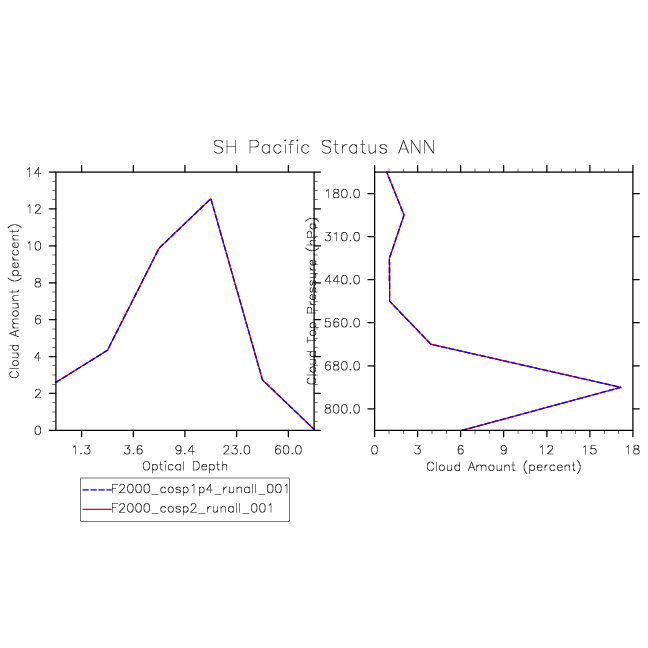 SH Pacific Stratus ANN
14
12
10
8
6
4
2
0
Cloud Amount (percent)
1.3 3.6 9.4 23.0 60.0
Optical Depth
Cloud Top Pressure (hPa)
180.0
310.0
440.0
560.0
680.0
800.0
0 3 6 9 12 15 18
Cloud Amount (percent)
F2000_cosp1p4_runall_001
F2000_cosp2_runall_001